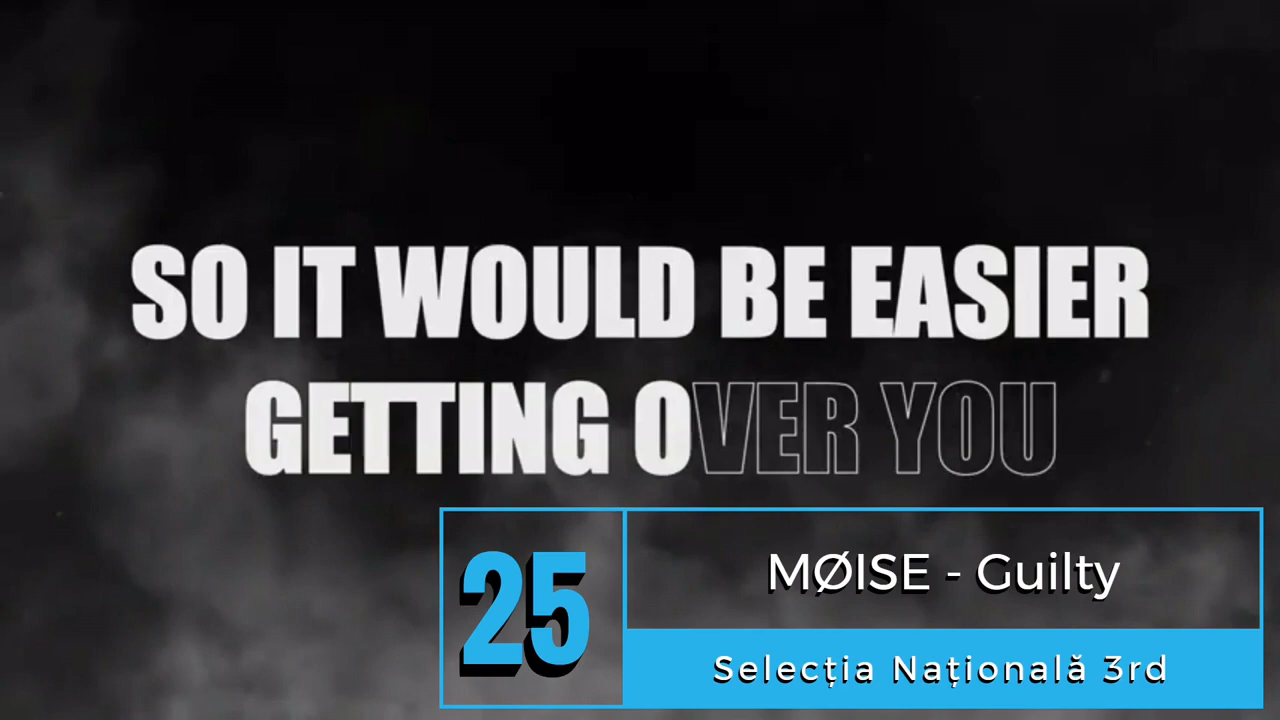 SO IT WOULD BE EASIER
GETTING OVER YOU
25
MØISE - Guilty
Selecția Națională 3rd